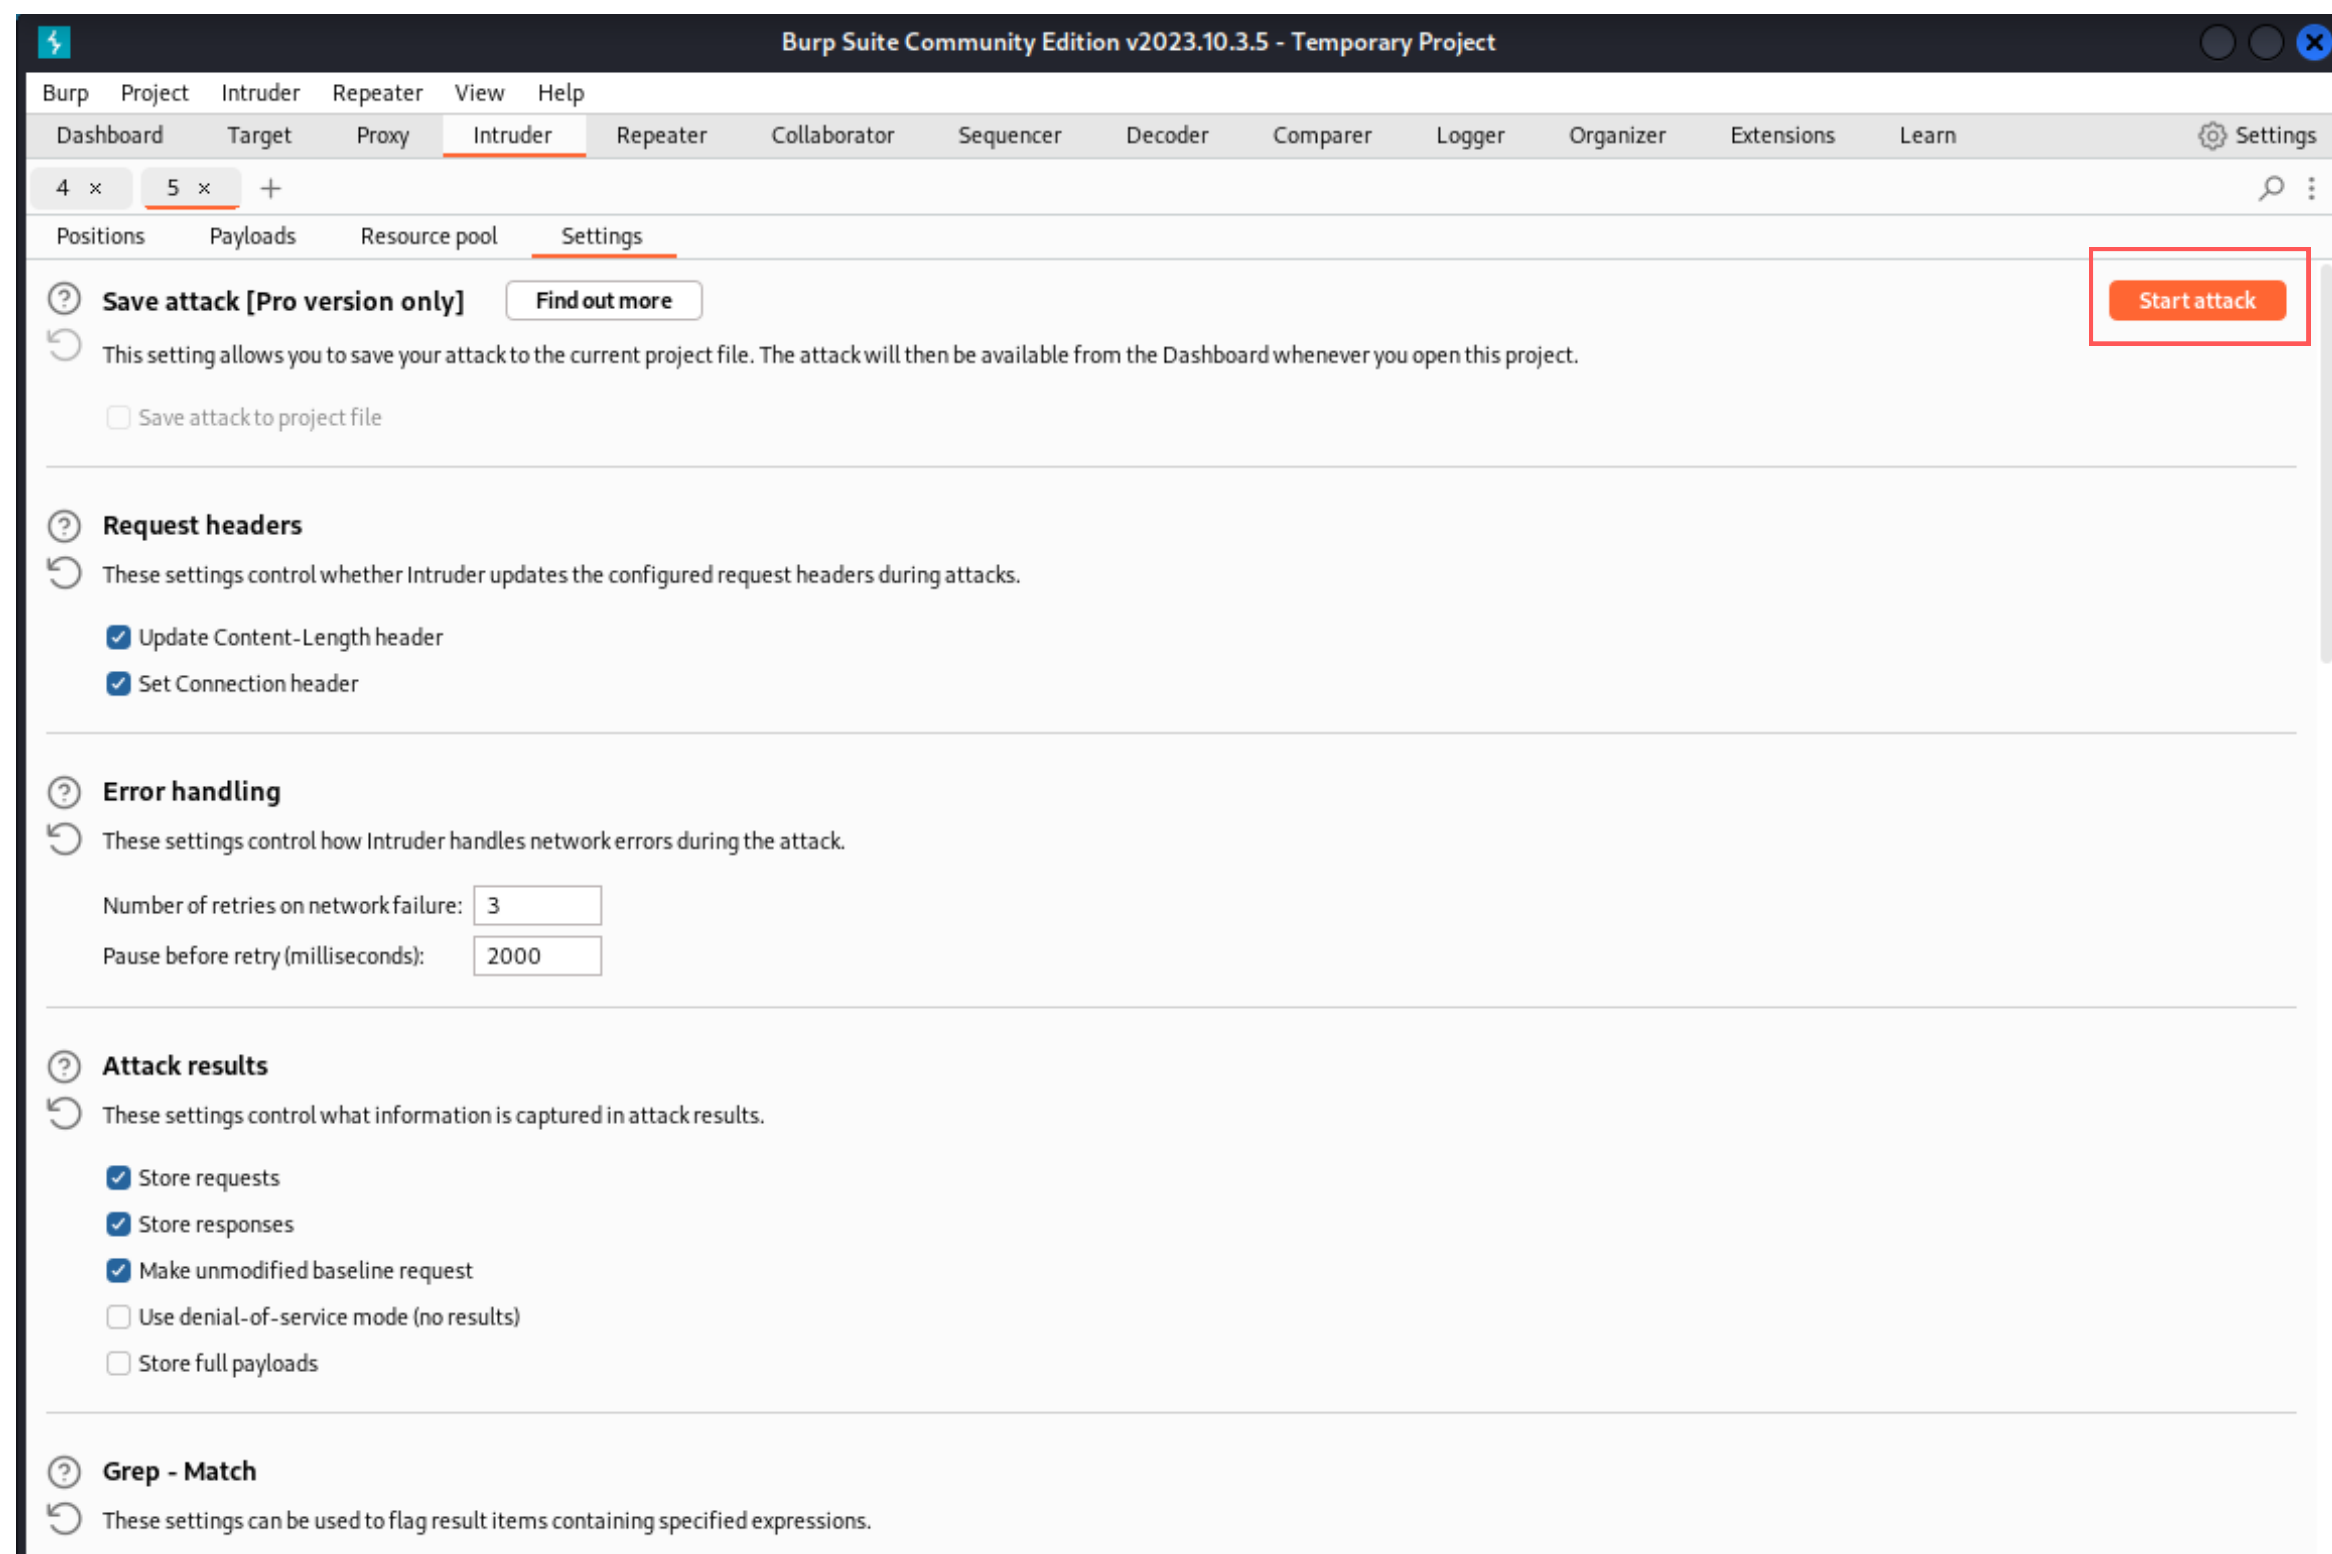 Burp Suite Community Edition v2023.10.3.5 - Temporary Project
Burp Project Intruder Repeater View Help
Dashboard Target Proxy Intruder Repeater Collaborator Sequencer Decoder Comparer Logger Organizer Extensions Learn Settings
4 × 5 × +
Positions Payloads Resource pool Settings
Save attack [Pro version only] Find out more Start attack
This setting allows you to save your attack to the current project file. The attack will then be available from the Dashboard whenever you open this project.
Save attack to project file
Request headers
These settings control whether Intruder updates the configured request headers during attacks.
Update Content-Length header
Set Connection header
Error handling
These settings control how Intruder handles network errors during the attack.
Number of retries on network failure: 3
Pause before retry (milliseconds): 2000
Attack results
These settings control what information is captured in attack results.
Store requests
Store responses
Make unmodified baseline request
Use denial-of-service mode (no results)
Store full payloads
Grep - Match
These settings can be used to flag result items containing specified expressions.